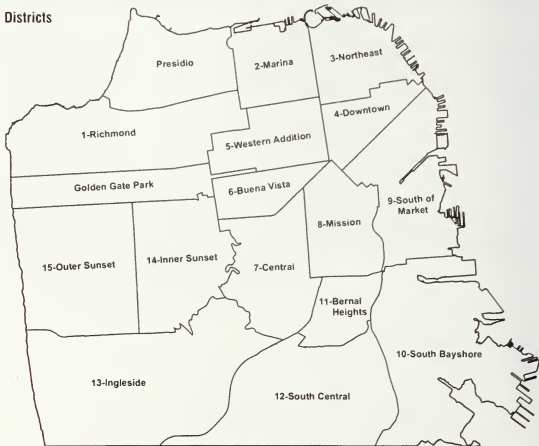 Districts
Presidio
2-Marina
3-Northeast
4-Downtown
1-Richmond
5-Western Addition
Golden Gate Park
6-Buena Vista
9-South of
Market
8-Mission
15-Outer Sunset
14-Inner Sunset
7-Central
11-Bernal
Heights
10-South Bayshore
13-Ingleside
12-South Central